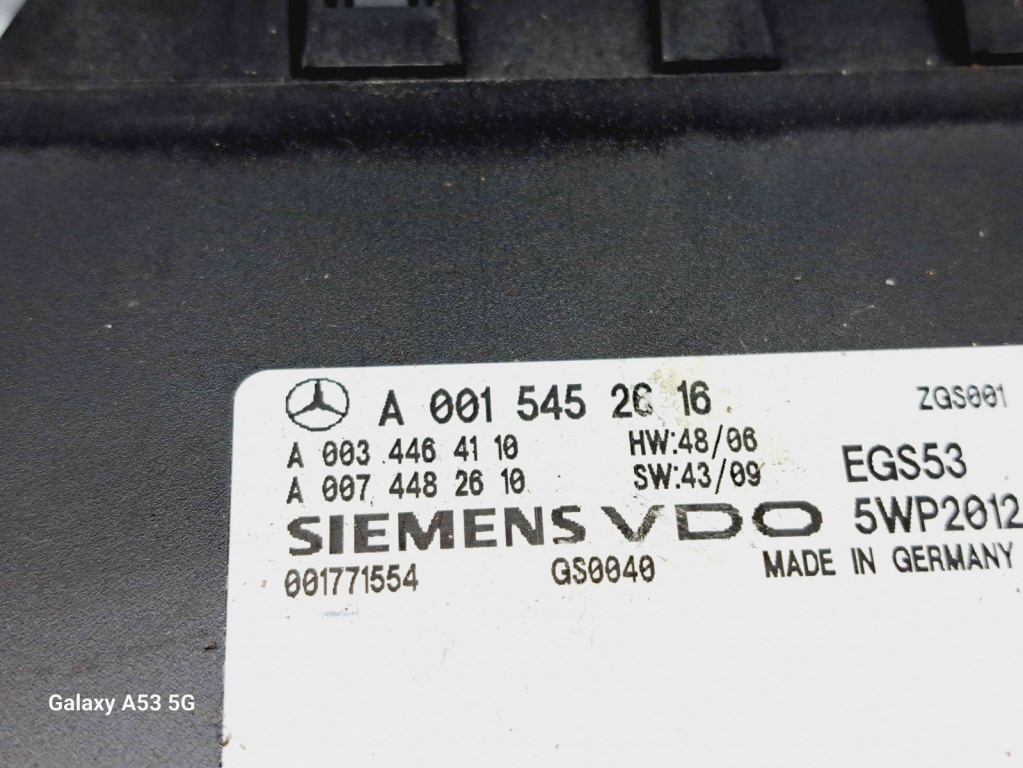 A 001 545 26 16 ZGS001
A 003 446 41 10 HW:48/06
A 007 448 26 10 SW:43/09 EGS53
SIEMENS VDO 5WP2012
001771554 GS0040 MADE IN GERMANY
Galaxy A53 5G